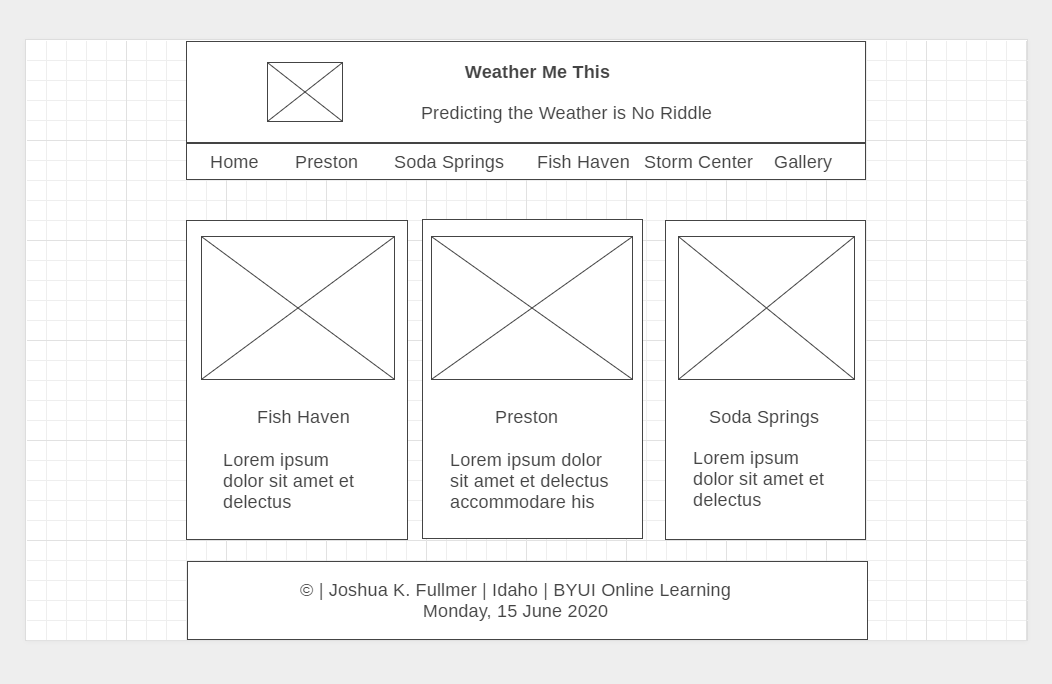 Weather Me This
Predicting the Weather is No Riddle
Home Preston Soda Springs Fish Haven Storm Center Gallery
Fish Haven
Lorem ipsum
dolor sit amet et
delectus
Preston
Lorem ipsum dolor
sit amet et delectus
accommodare his
Soda Springs
Lorem ipsum
dolor sit amet et
delectus
© | Joshua K. Fullmer | Idaho | BYUI Online Learning
Monday, 15 June 2020